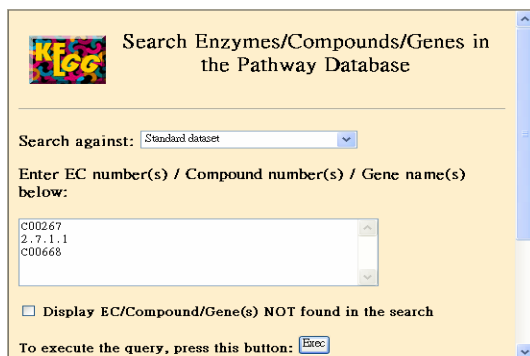 KEGG
Search Enzymes/Compounds/Genes in
the Pathway Database
Search against: Standard dataset
Enter EC number(s) / Compound number(s) / Gene name(s)
below:
C00267
2.7.1.1
C00668
Display EC/Compound/Gene(s) NOT found in the search
To execute the query, press this button: Exec